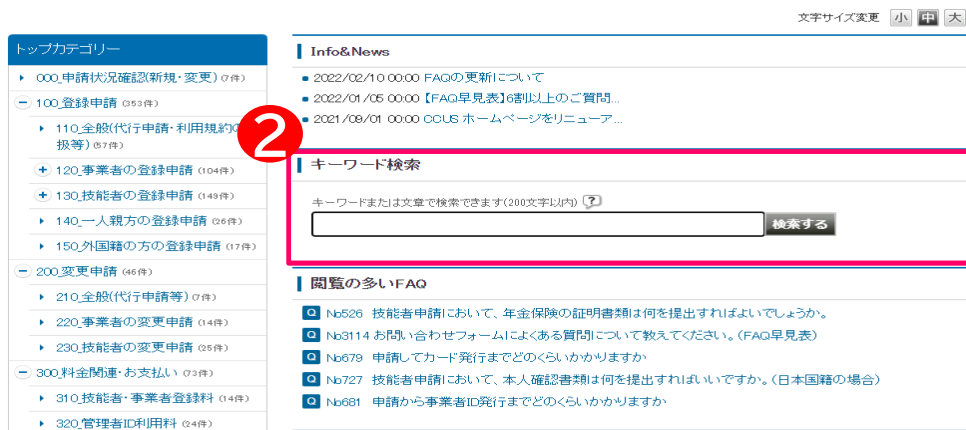 文字サイズ変更 小 中 大
トップカテゴリー
000_申請状況確認(新規・変更) (7件)
100_登録申請 (353件)
110_全般(代行申請・利用規約の
扱等) (57件)
120_事業者の登録申請 (104件)
130_技能者の登録申請 (149件)
140_一人親方の登録申請 (26件)
150_外国籍の方の登録申請 (17件)
200_変更申請 (46件)
210_全般(代行申請等) (7件)
220_事業者の変更申請 (14件)
230_技能者の変更申請 (25件)
300_料金関連・お支払い (73件)
310_技能者・事業者登録料 (14件)
320_管理者ID利用料 (24件)
Info&News
2022/02/10 00:00 FAQの更新について
2022/01/05 00:00 【FAQ早見表】6割以上のご質問...
2021/09/01 00:00 CCUS ホームページをリニューア...
2
キーワード検索
キーワードまたは文章で検索できます(200文字以内) ?
検索する
閲覧の多いFAQ
Q No526 技能者申請において、年金保険の証明書類は何を提出すればよいでしょうか。
Q No3114 お問い合わせフォームによくある質問について教えてください。(FAQ早見表)
Q No679 申請してカード発行までどのくらいかかりますか
Q No727 技能者申請において、本人確認書類は何を提出すればいいですか。(日本国籍の場合)
Q No681 申請から事業者ID発行までどのくらいかかりますか